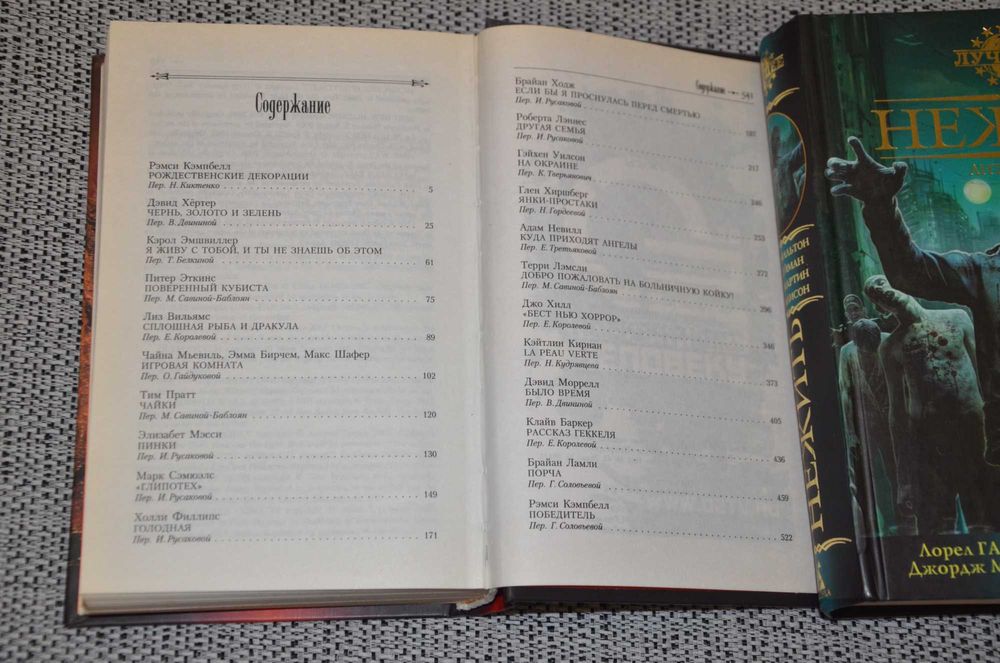 Содержание
Рэмси Кэмпбелл
РОЖДЕСТВЕНСКИЕ ДЕКОРАЦИИ
Пер. Н. Киктенко 5
Дэвид Хёртер
ЧЕРНЬ, ЗОЛОТО И ЗЕЛЕНЬ
Пер. В. Двининой 25
Кэрол Эмшвиллер
Я ЖИВУ С ТОБОЙ, И ТЫ НЕ ЗНАЕШЬ ОБ ЭТОМ
Пер. Т. Белкиной 61
Питер Эткинс
ПОВЕРЕННЫЙ КУБИСТА
Пер. М. Савиной-Баблоян 75
Лиз Вильямс
СПЛОШНАЯ РЫБА И ДРАКУЛА
Пер. Е. Королевой 89
Чайна Мьевиль, Эмма Бирчем, Макс Шафер
ИГРОВАЯ КОМНАТА
Пер. О. Гайдуковой 102
Тим Пратт
ЧАЙКИ
Пер. М. Савиной-Баблоян 120
Элизабет Мэсси
ПИНКИ
Пер. И. Русаковой 130
Марк Сэмюэлс
«ГЛИПОТЕХ»
Пер. И. Русаковой 149
Холли Филлипс
ГОЛОДНАЯ
Пер. И. Русаковой 171
Содержание 541
Брайан Ходж
ЕСЛИ БЫ Я ПРОСНУЛАСЬ ПЕРЕД СМЕРТЬЮ
Пер. И. Русаковой 187
Роберта Лэннес
ДРУГАЯ СЕМЬЯ
Пер. И. Русаковой 217
Гэйхен Уилсон
НА ОКРАИНЕ
Пер. К. Тверьянович 246
Глен Хиршберг
ЯНКИ-ПРОСТАКИ
Пер. Н. Гордеевой 253
Адам Невилл
КУДА ПРИХОДЯТ АНГЕЛЫ
Пер. Е. Третьяковой 272
Терри Лэмсли
ДОБРО ПОЖАЛОВАТЬ НА БОЛЬНИЧНУЮ КОЙКУ!
Пер. М. Савиной-Баблоян 296
Джо Хилл
«БЕСТ НЬЮ ХОРРОР»
Пер. Е. Королевой 346
Кэйтлин Кирнан
LA PEAU VERTE
Пер. Н. Кудрявцева 373
Дэвид Моррелл
БЫЛО ВРЕМЯ
Пер. В. Двининой 405
Клайв Баркер
РАССКАЗ ГЕККЕЛЯ
Пер. Е. Королевой 436
Брайан Ламли
ПОРЧА
Пер. Г. Соловьевой 459
Рэмси Кэмпбелл
ПОБЕДИТЕЛЬ
Пер. Г. Соловьевой 522
НЕЖИТЬ
ЛУЧ
НЕЖ
Лорел ГА
Джордж М